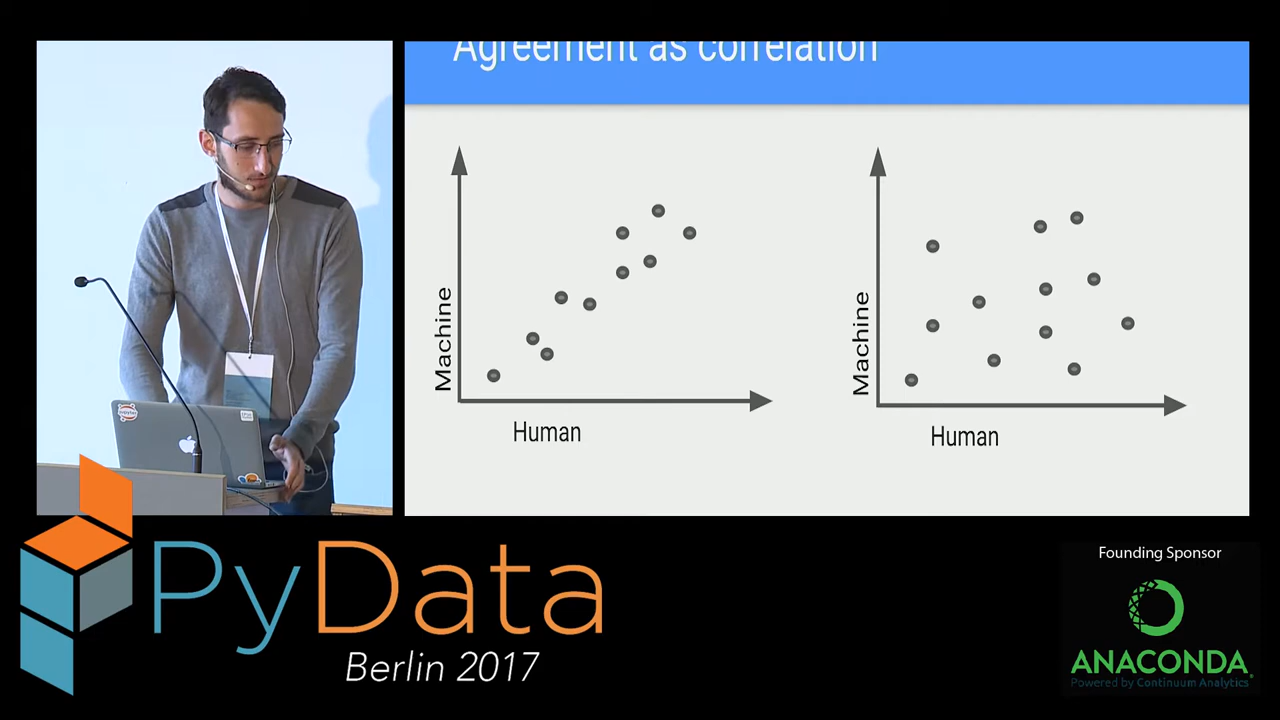 Agreement as correlation
Machine
Human
Machine
Human
PyData
Berlin 2017
Founding Sponsor
ANACONDA
Powered by Continuum Analytics